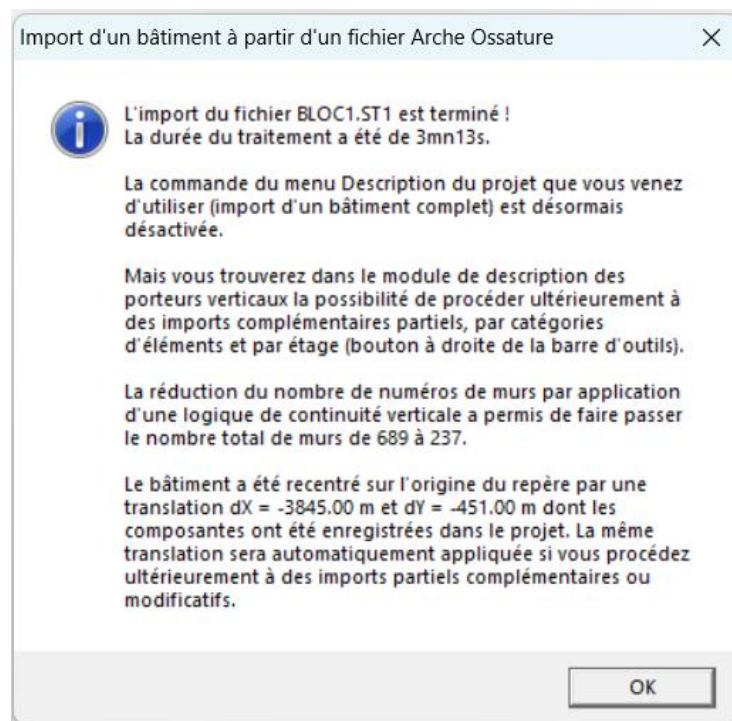 Import d'un bâtiment à partir d'un fichier Arche Ossature
L'import du fichier BLOC1.ST1 est terminé !
La durée du traitement a été de 3mn13s.
La commande du menu Description du projet que vous venez
d'utiliser (import d'un bâtiment complet) est désormais
désactivée.
Mais vous trouverez dans le module de description des
porteurs verticaux la possibilité de procéder ultérieurement à
des imports complémentaires partiels, par catégories
d'éléments et par étage (bouton à droite de la barre d'outils).
La réduction du nombre de numéros de murs par application
d'une logique de continuité verticale a permis de faire passer
le nombre total de murs de 689 à 237.
Le bâtiment a été recentré sur l'origine du repère par une
translation dX = -3845.00 m et dY = -451.00 m dont les
composantes ont été enregistrées dans le projet. La même
translation sera automatiquement appliquée si vous procédez
ultérieurement à des imports partiels complémentaires ou
modificatifs.
OK